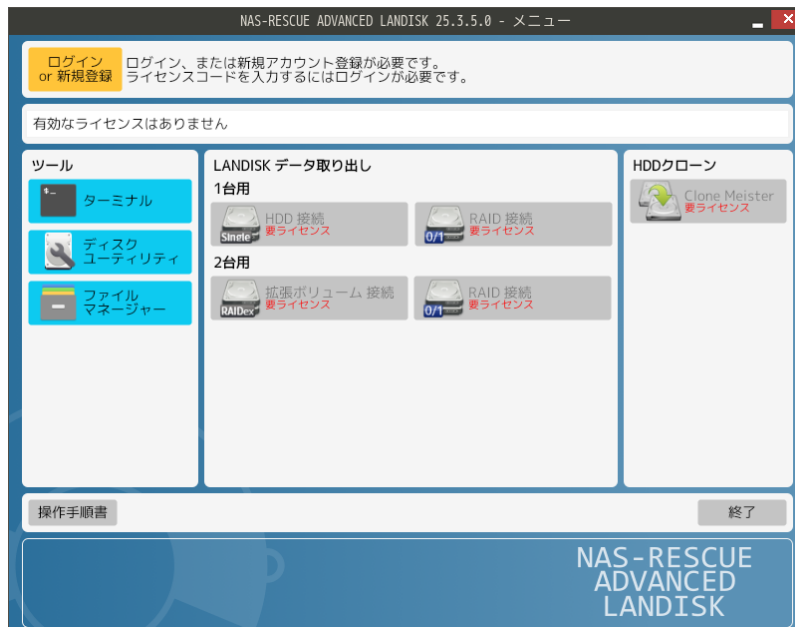 NAS-RESCUE ADVANCED LANDISK 25.3.5.0 - メニュー
ログイン
or 新規登録
ログイン、または新規アカウント登録が必要です。
ライセンスコードを入力するにはログインが必要です。
有効なライセンスはありません
ツール
ターミナル
ディスク
ユーティリティ
ファイル
マネージャー
LANDISK データ取り出し
1台用
Single
HDD 接続
要ライセンス
0/1
RAID 接続
要ライセンス
2台用
RAIDex
拡張ボリューム 接続
要ライセンス
0/1
RAID 接続
要ライセンス
HDDクローン
Clone Meister
要ライセンス
操作手順書
終了
NAS-RESCUE
ADVANCED
LANDISK